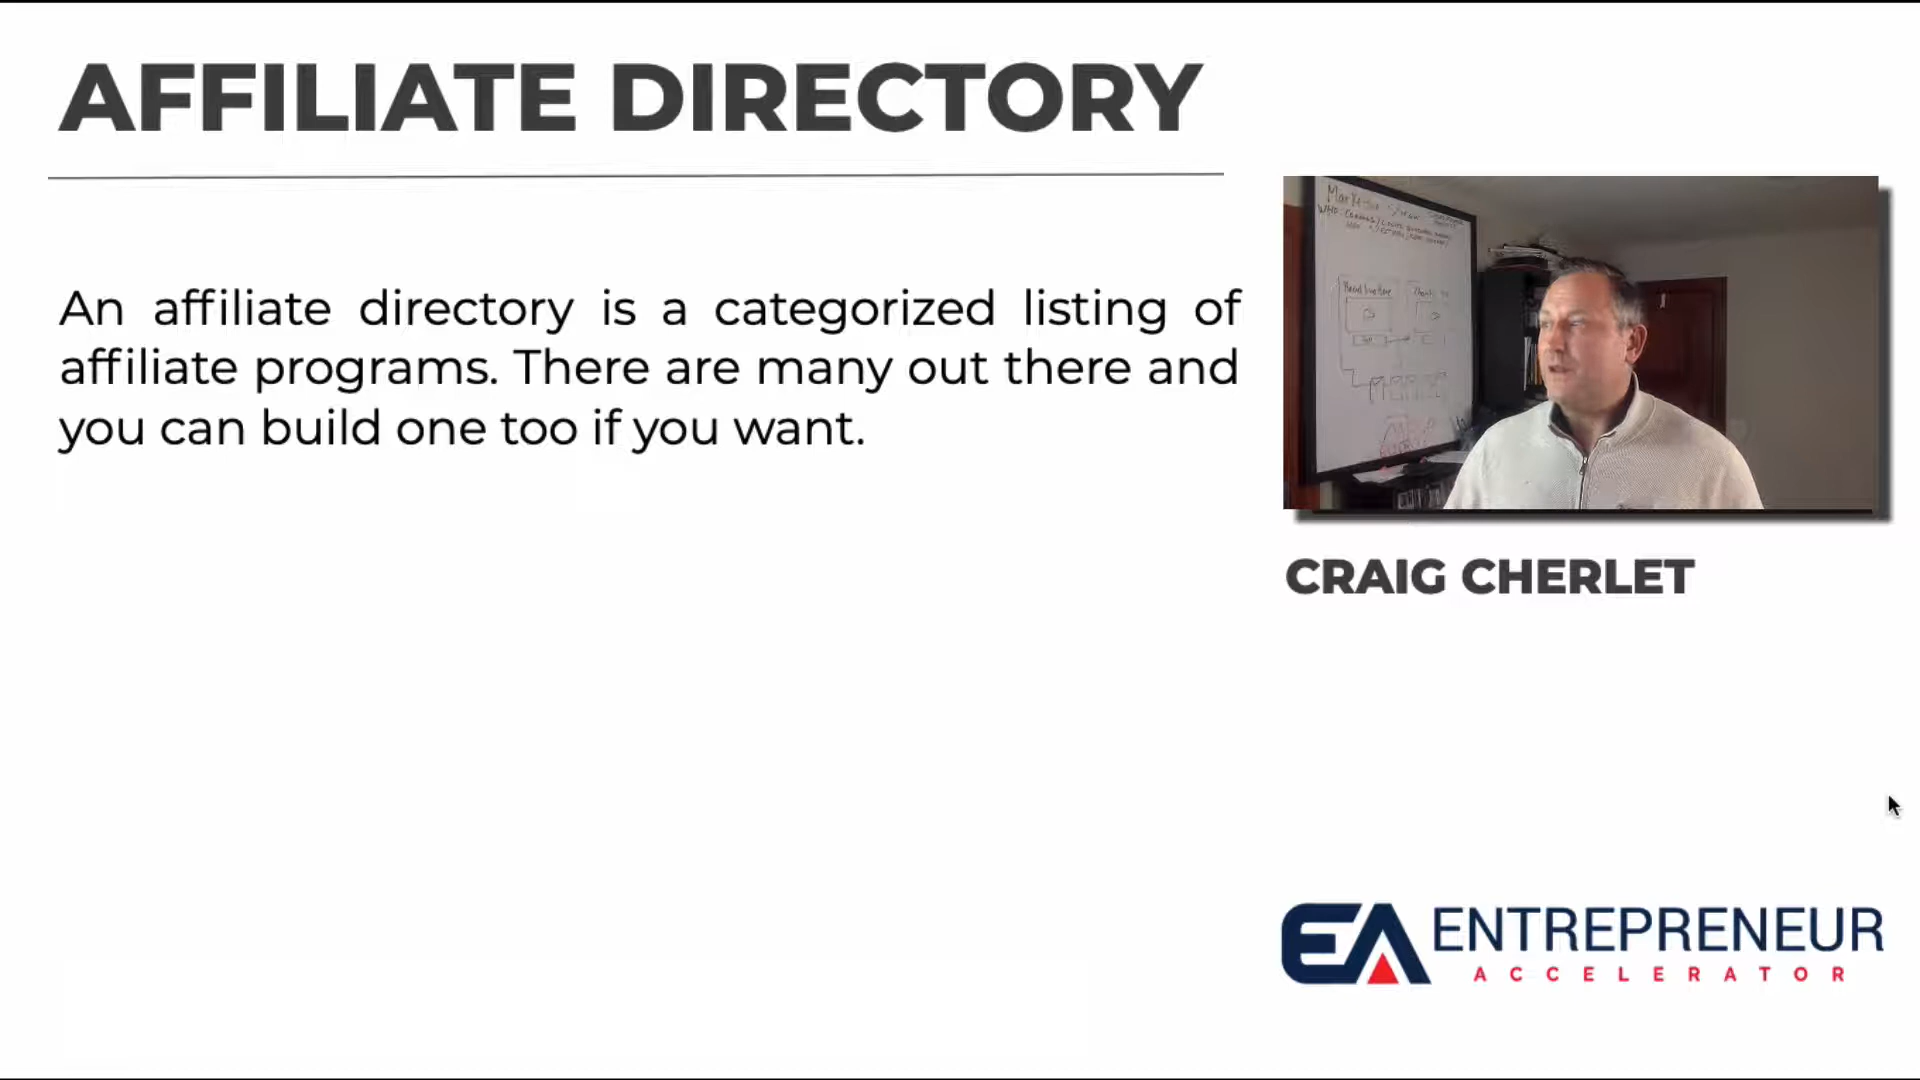 AFFILIATE DIRECTORY
An affiliate directory is a categorized listing of
affiliate programs. There are many out there and
you can build one too if you want.
CRAIG CHERLET
EA ENTREPRENEUR
ACCELERATOR